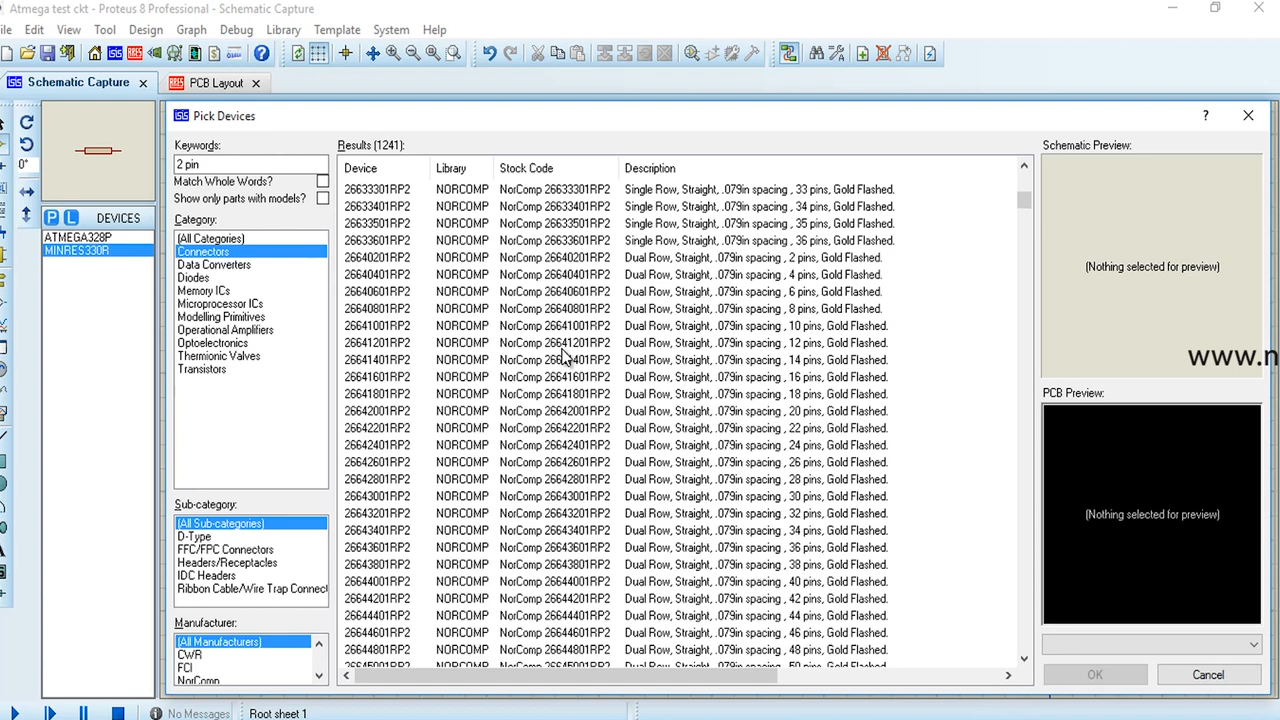 Atmega test ckt - Proteus 8 Professional - Schematic Capture
ile Edit View Tool Design Graph Debug Library Template System Help
Schematic Capture PCB Layout
Pick Devices
Keywords: Results (1241): Schematic Preview:
2 pin
Match Whole Words?
Show only parts with models?
Category:
(All Categories)
Connectors
Data Converters
Diodes
Memory ICs
Microprocessor ICs
Modelling Primitives
Operational Amplifiers
Optoelectronics
Thermionic Valves
Transistors
Sub-category:
(All Sub-categories)
D-Type
FFC/FPC Connectors
Headers/Receptacles
IDC Headers
Ribbon Cable/Wire Trap Connect
Manufacturer:
(All Manufacturers)
CWR
FCI
NorComp
0°
P L DEVICES
ATMEGA328P
MINRES330R
Device Library Stock Code Description
26633301RP2 NORCOMP NorComp 26633301RP2 Single Row, Straight, .079in spacing , 33 pins, Gold Flashed.
26633401RP2 NORCOMP NorComp 26633401RP2 Single Row, Straight, .079in spacing , 34 pins, Gold Flashed.
26633501RP2 NORCOMP NorComp 26633501RP2 Single Row, Straight, .079in spacing , 35 pins, Gold Flashed.
26633601RP2 NORCOMP NorComp 26633601RP2 Single Row, Straight, .079in spacing , 36 pins, Gold Flashed.
26640201RP2 NORCOMP NorComp 26640201RP2 Dual Row, Straight, .079in spacing , 2 pins, Gold Flashed.
26640401RP2 NORCOMP NorComp 26640401RP2 Dual Row, Straight, .079in spacing , 4 pins, Gold Flashed.
26640601RP2 NORCOMP NorComp 26640601RP2 Dual Row, Straight, .079in spacing , 6 pins, Gold Flashed.
26640801RP2 NORCOMP NorComp 26640801RP2 Dual Row, Straight, .079in spacing , 8 pins, Gold Flashed.
26641001RP2 NORCOMP NorComp 26641001RP2 Dual Row, Straight, .079in spacing , 10 pins, Gold Flashed.
26641201RP2 NORCOMP NorComp 26641201RP2 Dual Row, Straight, .079in spacing , 12 pins, Gold Flashed.
26641401RP2 NORCOMP NorComp 26641401RP2 Dual Row, Straight, .079in spacing , 14 pins, Gold Flashed.
26641601RP2 NORCOMP NorComp 26641601RP2 Dual Row, Straight, .079in spacing , 16 pins, Gold Flashed.
26641801RP2 NORCOMP NorComp 26641801RP2 Dual Row, Straight, .079in spacing , 18 pins, Gold Flashed.
26642001RP2 NORCOMP NorComp 26642001RP2 Dual Row, Straight, .079in spacing , 20 pins, Gold Flashed.
26642201RP2 NORCOMP NorComp 26642201RP2 Dual Row, Straight, .079in spacing , 22 pins, Gold Flashed.
26642401RP2 NORCOMP NorComp 26642401RP2 Dual Row, Straight, .079in spacing , 24 pins, Gold Flashed.
26642601RP2 NORCOMP NorComp 26642601RP2 Dual Row, Straight, .079in spacing , 26 pins, Gold Flashed.
26642801RP2 NORCOMP NorComp 26642801RP2 Dual Row, Straight, .079in spacing , 28 pins, Gold Flashed.
26643001RP2 NORCOMP NorComp 26643001RP2 Dual Row, Straight, .079in spacing , 30 pins, Gold Flashed.
26643201RP2 NORCOMP NorComp 26643201RP2 Dual Row, Straight, .079in spacing , 32 pins, Gold Flashed.
26643401RP2 NORCOMP NorComp 26643401RP2 Dual Row, Straight, .079in spacing , 34 pins, Gold Flashed.
26643601RP2 NORCOMP NorComp 26643601RP2 Dual Row, Straight, .079in spacing , 36 pins, Gold Flashed.
26643801RP2 NORCOMP NorComp 26643801RP2 Dual Row, Straight, .079in spacing , 38 pins, Gold Flashed.
26644001RP2 NORCOMP NorComp 26644001RP2 Dual Row, Straight, .079in spacing , 40 pins, Gold Flashed.
26644201RP2 NORCOMP NorComp 26644201RP2 Dual Row, Straight, .079in spacing , 42 pins, Gold Flashed.
26644401RP2 NORCOMP NorComp 26644401RP2 Dual Row, Straight, .079in spacing , 44 pins, Gold Flashed.
26644601RP2 NORCOMP NorComp 26644601RP2 Dual Row, Straight, .079in spacing , 46 pins, Gold Flashed.
26644801RP2 NORCOMP NorComp 26644801RP2 Dual Row, Straight, .079in spacing , 48 pins, Gold Flashed.
26645001RP2 NORCOMP NorComp 26645001RP2 Dual Row, Straight, .079in spacing , 50 pins, Gold Flashed.
(Nothing selected for preview)
www.n
PCB Preview:
(Nothing selected for preview)
OK Cancel
No Messages Root sheet 1